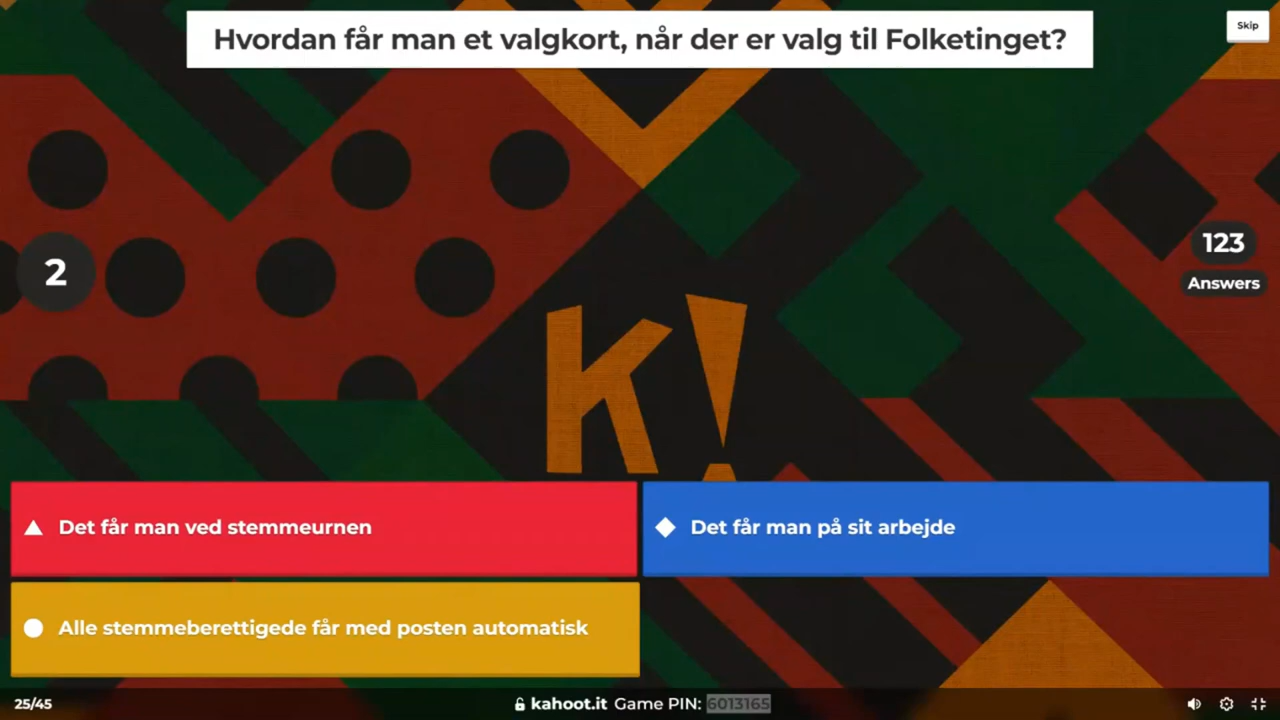 Hvordan får man et valgkort, når der er valg til Folketinget?
Skip
2
123
Answers
K!
Det får man ved stemmeurnen
Det får man på sit arbejde
Alle stemmeberettigede får med posten automatisk
25/45
kahoot.it Game PIN: 6013165